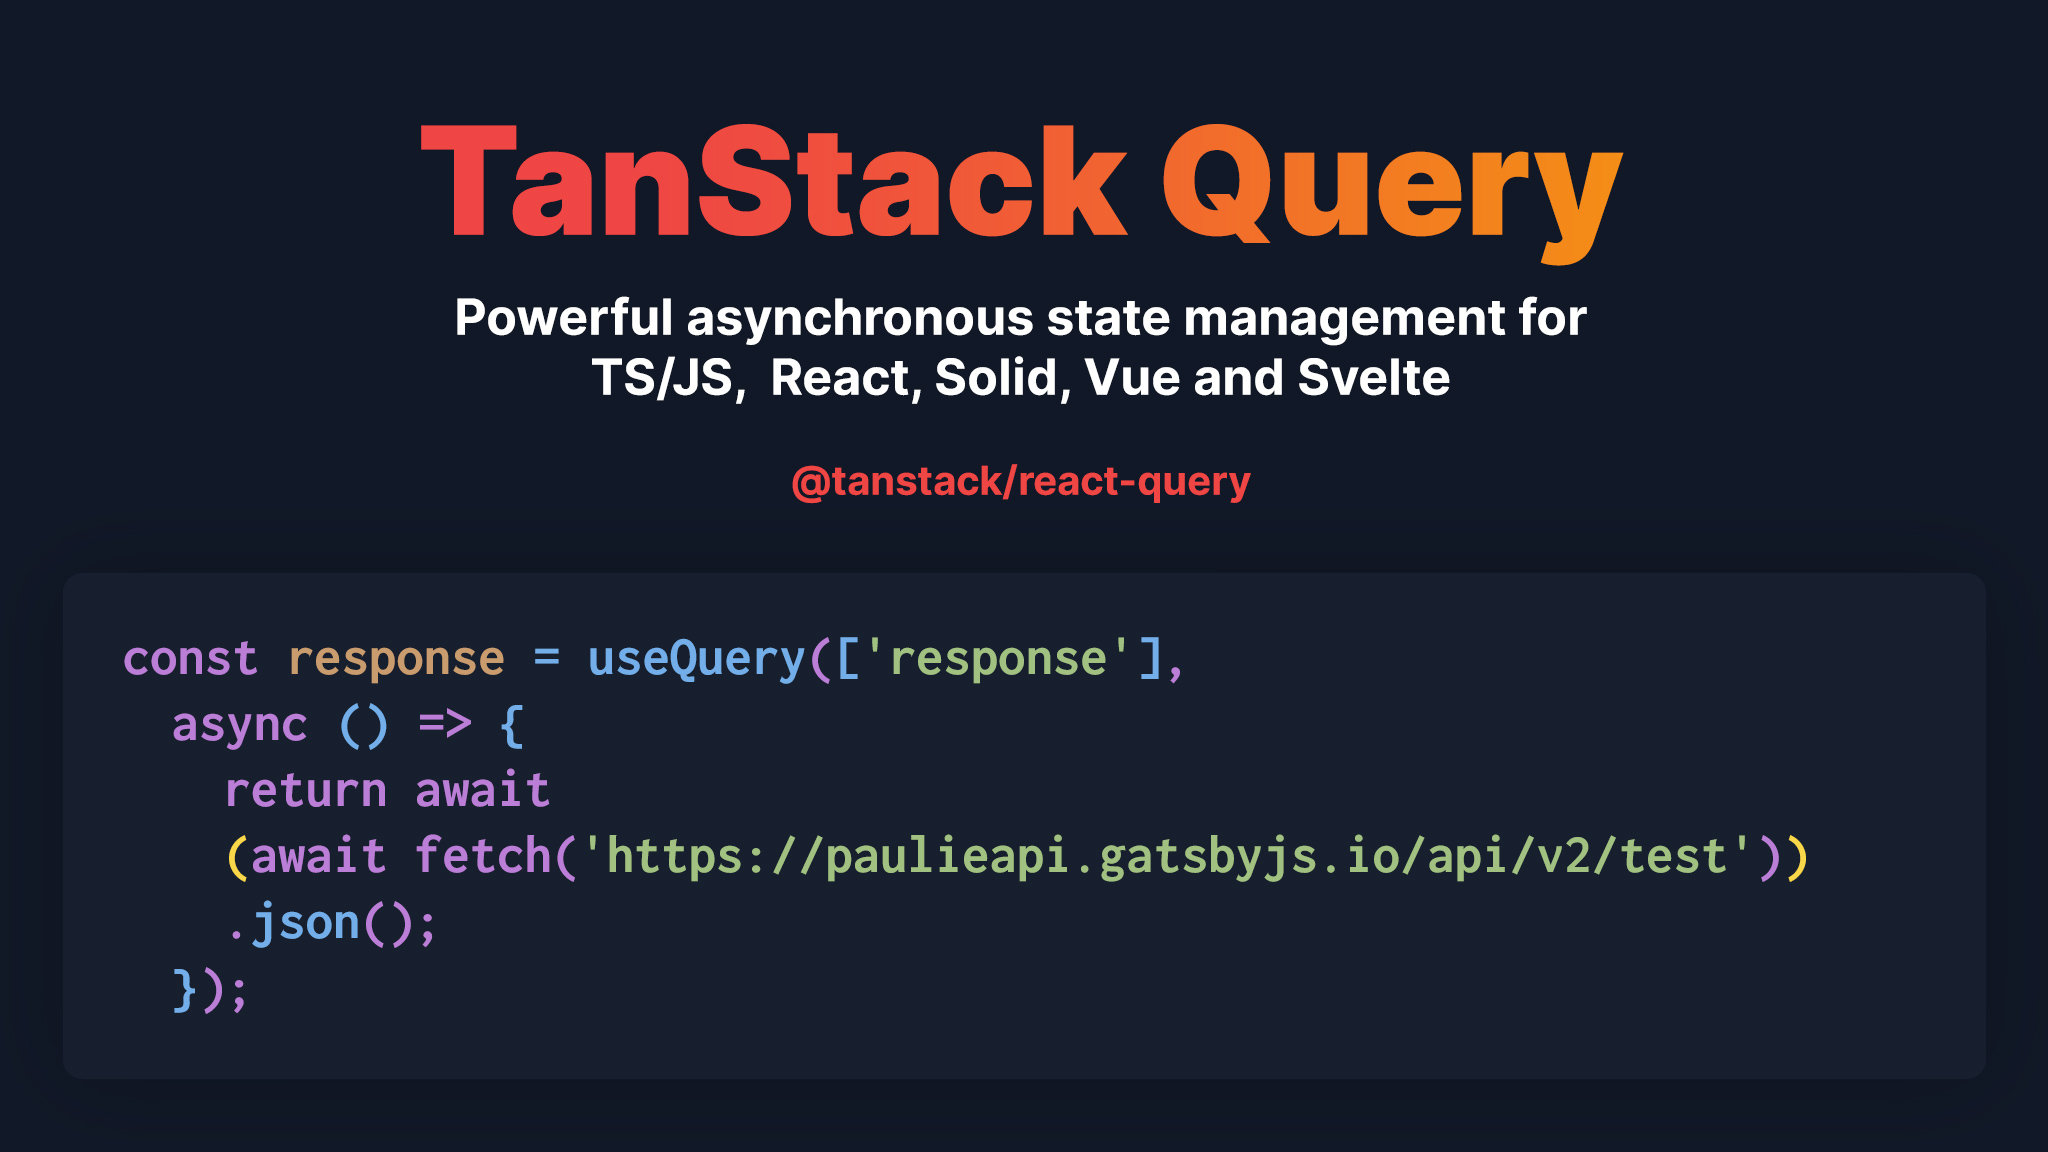 TanStack Query
Powerful asynchronous state management for
TS/JS,  React, Solid, Vue and Svelte
@tanstack/react-query
const response = useQuery(['response'],
  async () => {
    return await
    (await fetch('https://paulieapi.gatsbyjs.io/api/v2/test'))
    .json();
  });